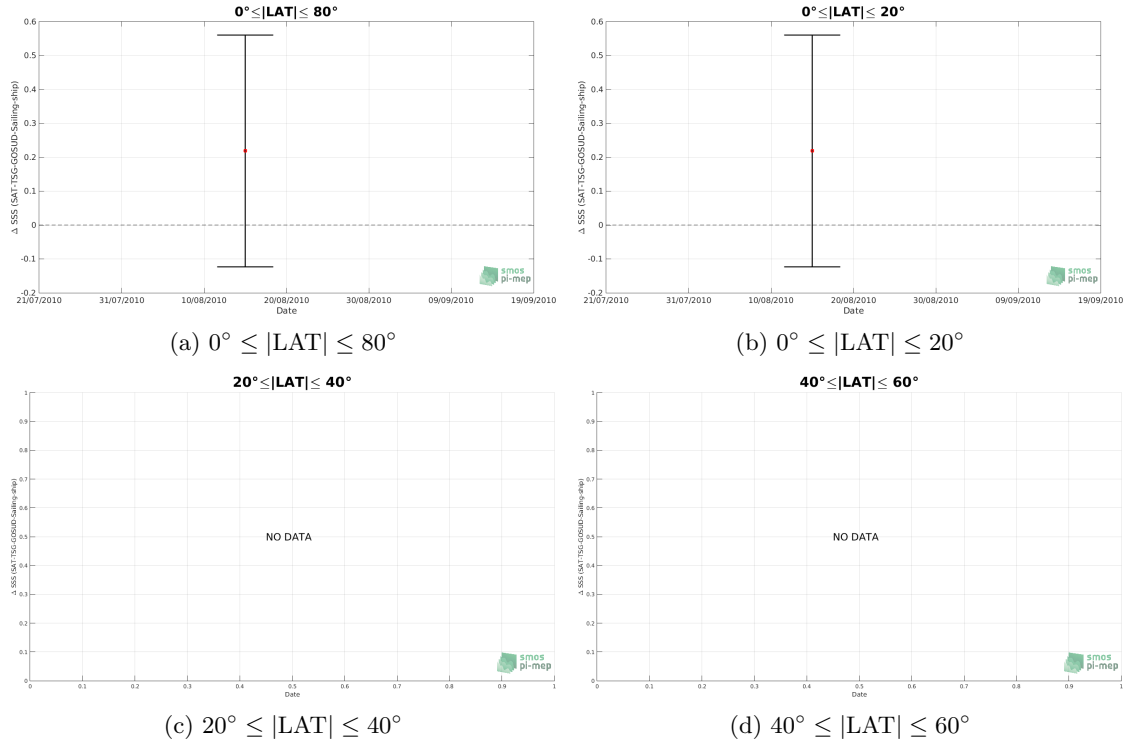 0°≤|LAT|≤ 80°
0.6
0.5
0.4
0.3
0.2
0.1
0
-0.1
-0.2
Δ SSS (SAT-TSG-GOSUD-Sailing-ship)
21/07/2010 31/07/2010 10/08/2010 20/08/2010 30/08/2010 09/09/2010 19/09/2010
Date
smos
pi-mep
(a) 0° ≤ |LAT| ≤ 80°
0°≤|LAT|≤ 20°
0.6
0.5
0.4
0.3
0.2
0.1
0
-0.1
-0.2
Δ SSS (SAT-TSG-GOSUD-Sailing-ship)
21/07/2010 31/07/2010 10/08/2010 20/08/2010 30/08/2010 09/09/2010 19/09/2010
Date
smos
pi-mep
(b) 0° ≤ |LAT| ≤ 20°
20°≤|LAT|≤ 40°
1
0.9
0.8
0.7
0.6
0.5
0.4
0.3
0.2
0.1
0
Δ SSS (SAT-TSG-GOSUD-Sailing-ship)
NO DATA
0 0.1 0.2 0.3 0.4 0.5 0.6 0.7 0.8 0.9 1
Date
smos
pi-mep
(c) 20° ≤ |LAT| ≤ 40°
40°≤|LAT|≤ 60°
1
0.9
0.8
0.7
0.6
0.5
0.4
0.3
0.2
0.1
0
Δ SSS (SAT-TSG-GOSUD-Sailing-ship)
NO DATA
0 0.1 0.2 0.3 0.4 0.5 0.6 0.7 0.8 0.9 1
Date
smos
pi-mep
(d) 40° ≤ |LAT| ≤ 60°